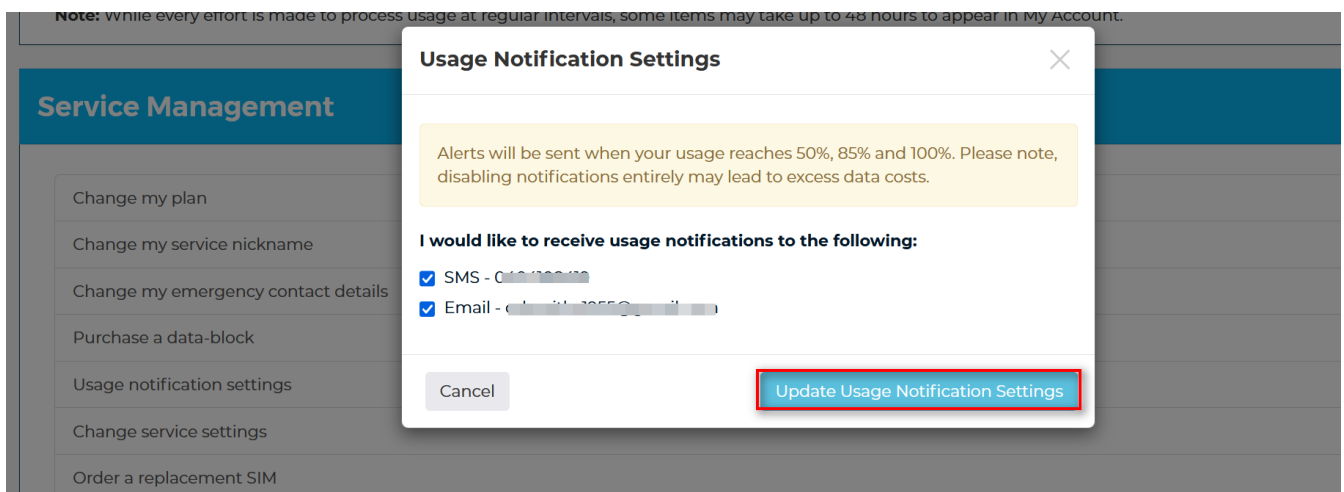 Note: While every effort is made to process usage at regular intervals, some items may take up to 48 hours to appear in My Account.
Usage Notification Settings
Service Management
Alerts will be sent when your usage reaches 50%, 85% and 100%. Please note,
disabling notifications entirely may lead to excess data costs.
Change my plan
Change my service nickname
I would like to receive usage notifications to the following:
SMS -
Change my emergency contact details
Email -
Purchase a data-block
Usage notification settings
Cancel
Update Usage Notification Settings
Change service settings
Order a replacement SIM